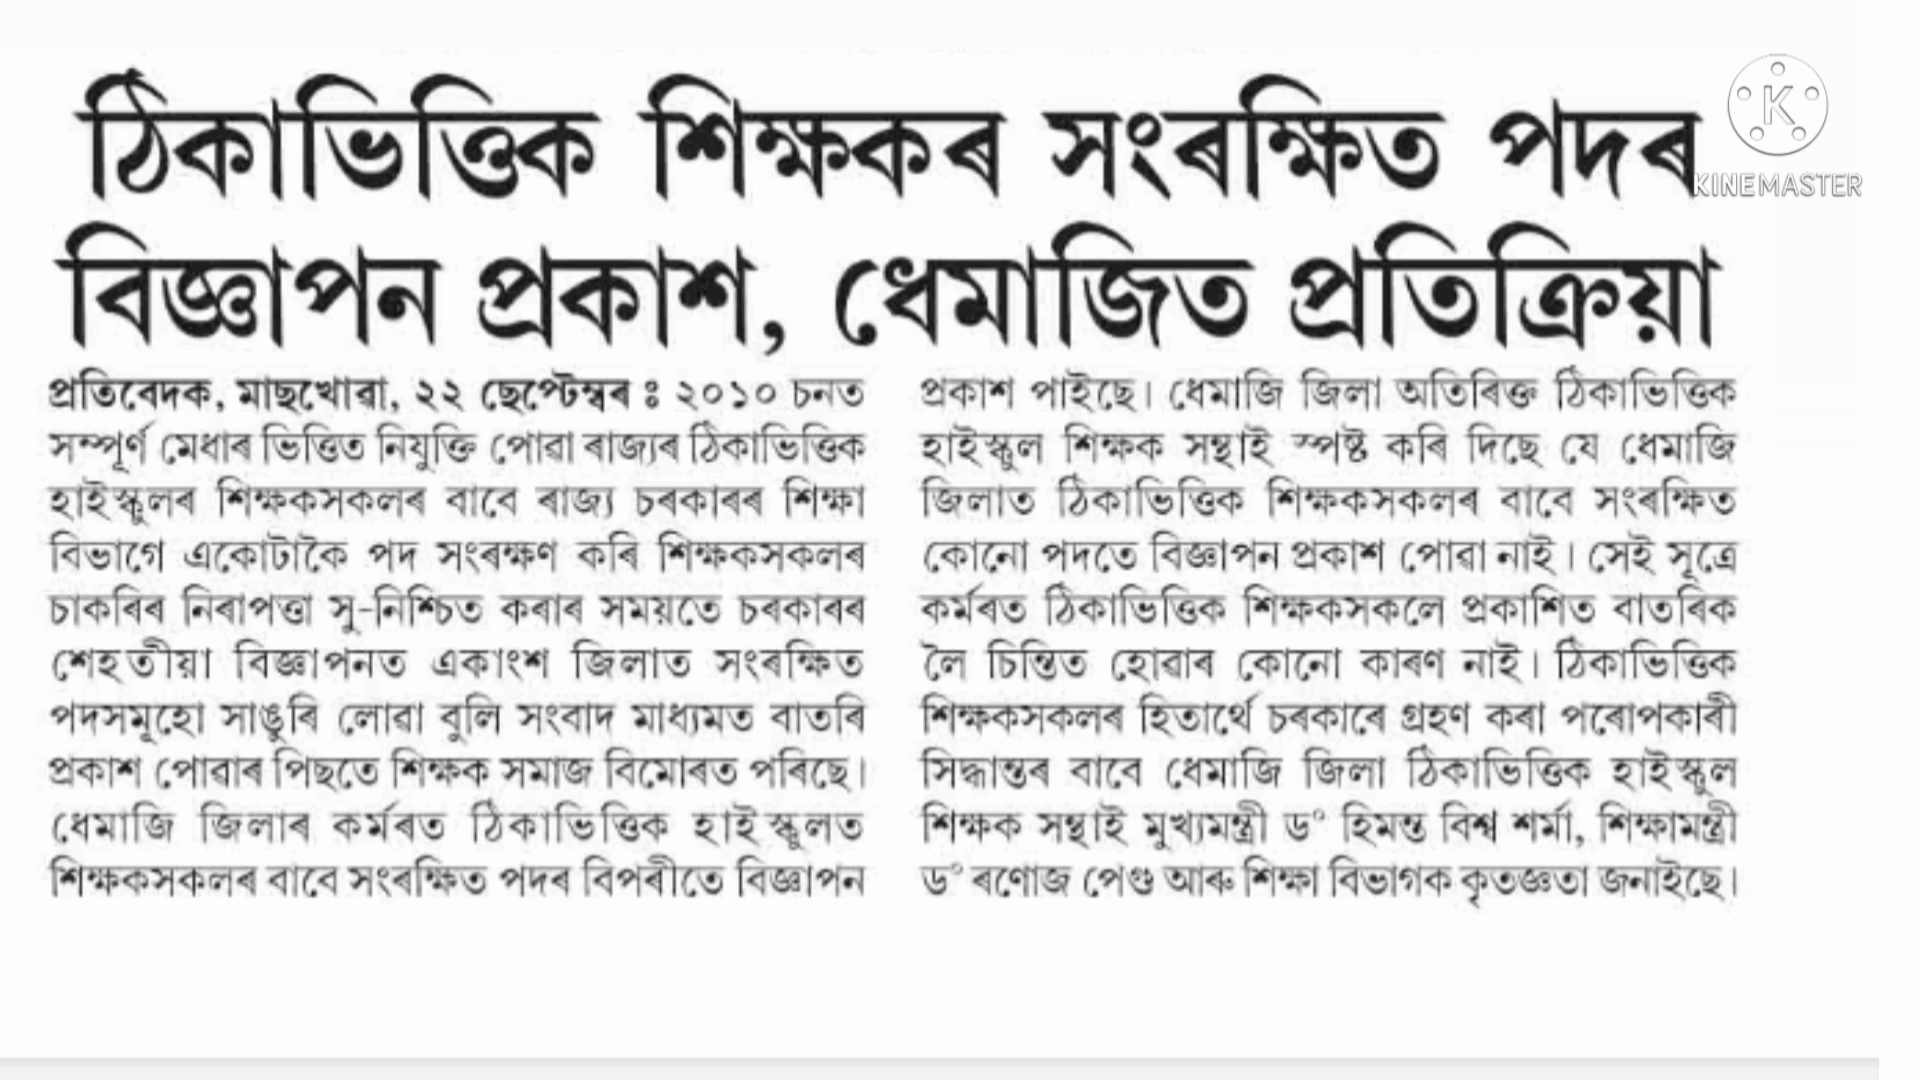 ঠিকাভিত্তিক শিক্ষকৰ সংৰক্ষিত পদৰ
বিজ্ঞাপন প্ৰকাশ, ধেমাজিত প্ৰতিক্ৰিয়া
K
KINEMASTER
প্ৰতিবেদক, মাছখোৱা, ২২ ছেপ্টেম্বৰ ঃ ২০১০ চনত
সম্পূৰ্ণ মেধাৰ ভিত্তিত নিযুক্তি পোৱা ৰাজ্যৰ ঠিকাভিত্তিক
হাইস্কুলৰ শিক্ষকসকলৰ বাবে ৰাজ্য চৰকাৰৰ শিক্ষা
বিভাগে একোটাকৈ পদ সংৰক্ষণ কৰি শিক্ষকসকলৰ
চাকৰিৰ নিৰাপত্তা সু-নিশ্চিত কৰাৰ সময়তে চৰকাৰৰ
শেহতীয়া বিজ্ঞাপনত একাংশ জিলাত সংৰক্ষিত
পদসমূহো সাঙুৰি লোৱা বুলি সংবাদ মাধ্যমত বাতৰি
প্ৰকাশ পোৱাৰ পিছতে শিক্ষক সমাজ বিমোৰত পৰিছে।
ধেমাজি জিলাৰ কৰ্মৰত ঠিকাভিত্তিক হাইস্কুলত
শিক্ষকসকলৰ বাবে সংৰক্ষিত পদৰ বিপৰীতে বিজ্ঞাপন
প্ৰকাশ পাইছে। ধেমাজি জিলা অতিৰিক্ত ঠিকাভিত্তিক
হাইস্কুল শিক্ষক সন্থাই স্পষ্ট কৰি দিছে যে ধেমাজি
জিলাত ঠিকাভিত্তিক শিক্ষকসকলৰ বাবে সংৰক্ষিত
কোনো পদতে বিজ্ঞাপন প্ৰকাশ পোৱা নাই। সেই সূত্ৰে
কৰ্মৰত ঠিকাভিত্তিক শিক্ষকসকলে প্ৰকাশিত বাতৰিক
লৈ চিন্তিত হোৱাৰ কোনো কাৰণ নাই। ঠিকাভিত্তিক
শিক্ষকসকলৰ হিতাৰ্থে চৰকাৰে গ্ৰহণ কৰা পৰোপকাৰী
সিদ্ধান্তৰ বাবে ধেমাজি জিলা ঠিকাভিত্তিক হাইস্কুল
শিক্ষক সন্থাই মুখ্যমন্ত্ৰী ড° হিমন্ত বিশ্ব শৰ্মা, শিক্ষামন্ত্ৰী
ড° ৰণোজ পেগু আৰু শিক্ষা বিভাগক কৃতজ্ঞতা জনাইছে।